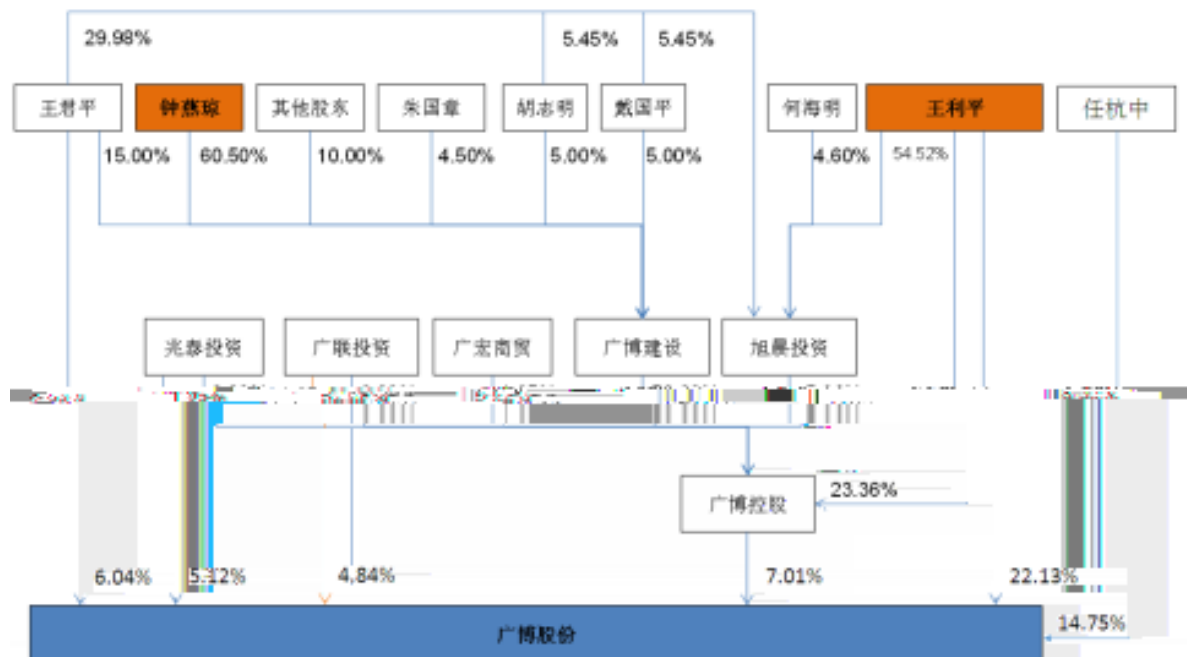 29.98% 5.45% 5.45%
王君平 钟燕琼 其他股东 朱国章 胡志明 戴国平 何海明 王利平 任杭中
15.00% 60.50% 10.00% 4.50% 5.00% 5.00% 4.60% 54.52%
兆泰投资 广联投资 广宏商贸 广博建设 旭晨投资
广博控股 23.36%
6.04% 5.12% 4.84% 7.01% 22.13%
广博股份 14.75%